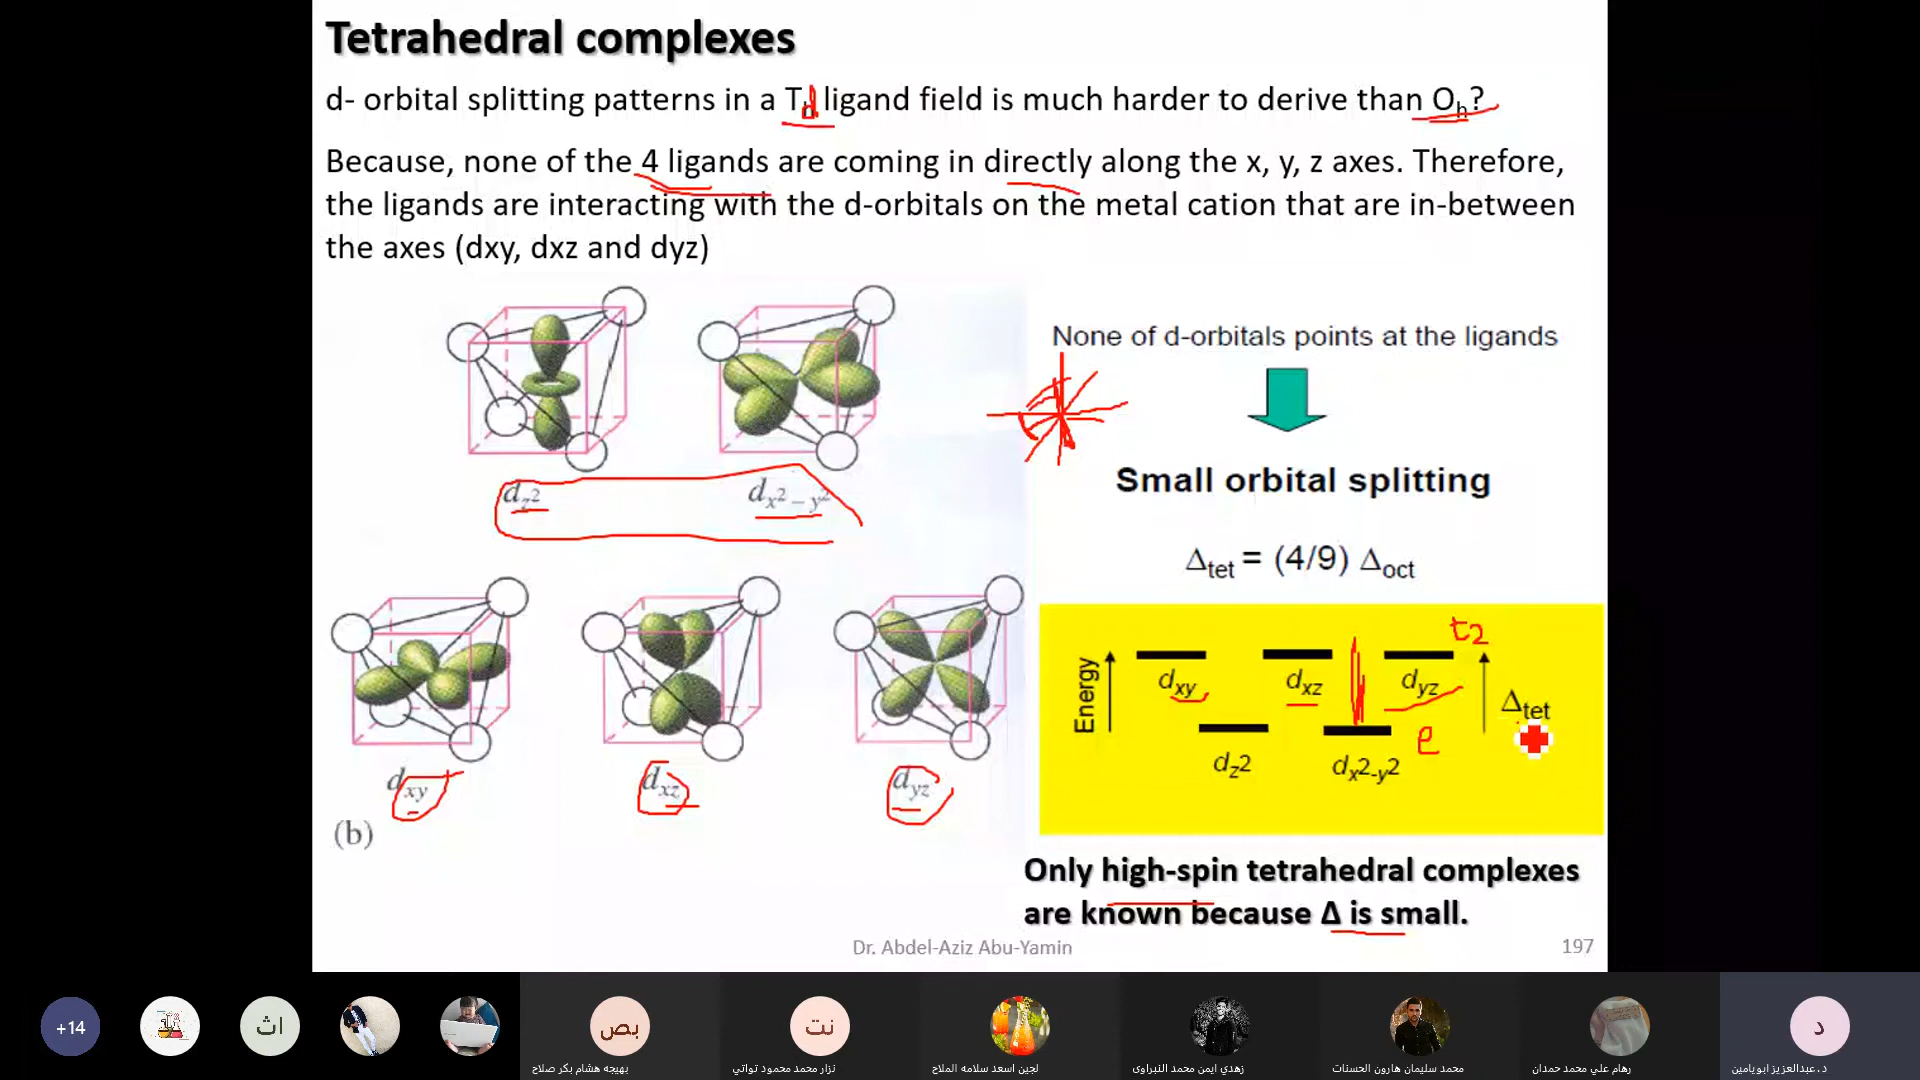 Tetrahedral complexes
d- orbital splitting patterns in a Td ligand field is much harder to derive than Oh?
Because, none of the 4 ligands are coming in directly along the x, y, z axes. Therefore,
the ligands are interacting with the d-orbitals on the metal cation that are in-between
the axes (dxy, dxz and dyz)
dz2
dx2 – y2
dxy
dxz
dyz
(b)
None of d-orbitals points at the ligands
Small orbital splitting
Δtet = (4/9) Δoct
Energy
t2
dxy dxz dyz
Δtet
e
dz2 dx2-y2
Only high-spin tetrahedral complexes
are known because Δ is small.
Dr. Abdel-Aziz Abu-Yamin
197
+14
اث
بص
نت
د
بهيجه هشام بكر صلاح
نزار محمد محمود تواتي
لجين اسعد سلامه الملاح
زهدي ايمن محمد النبراوى
محمد سليمان هارون الحسنات
رهام علي محمد حمدان
د.عبدالعزيز ابويامين